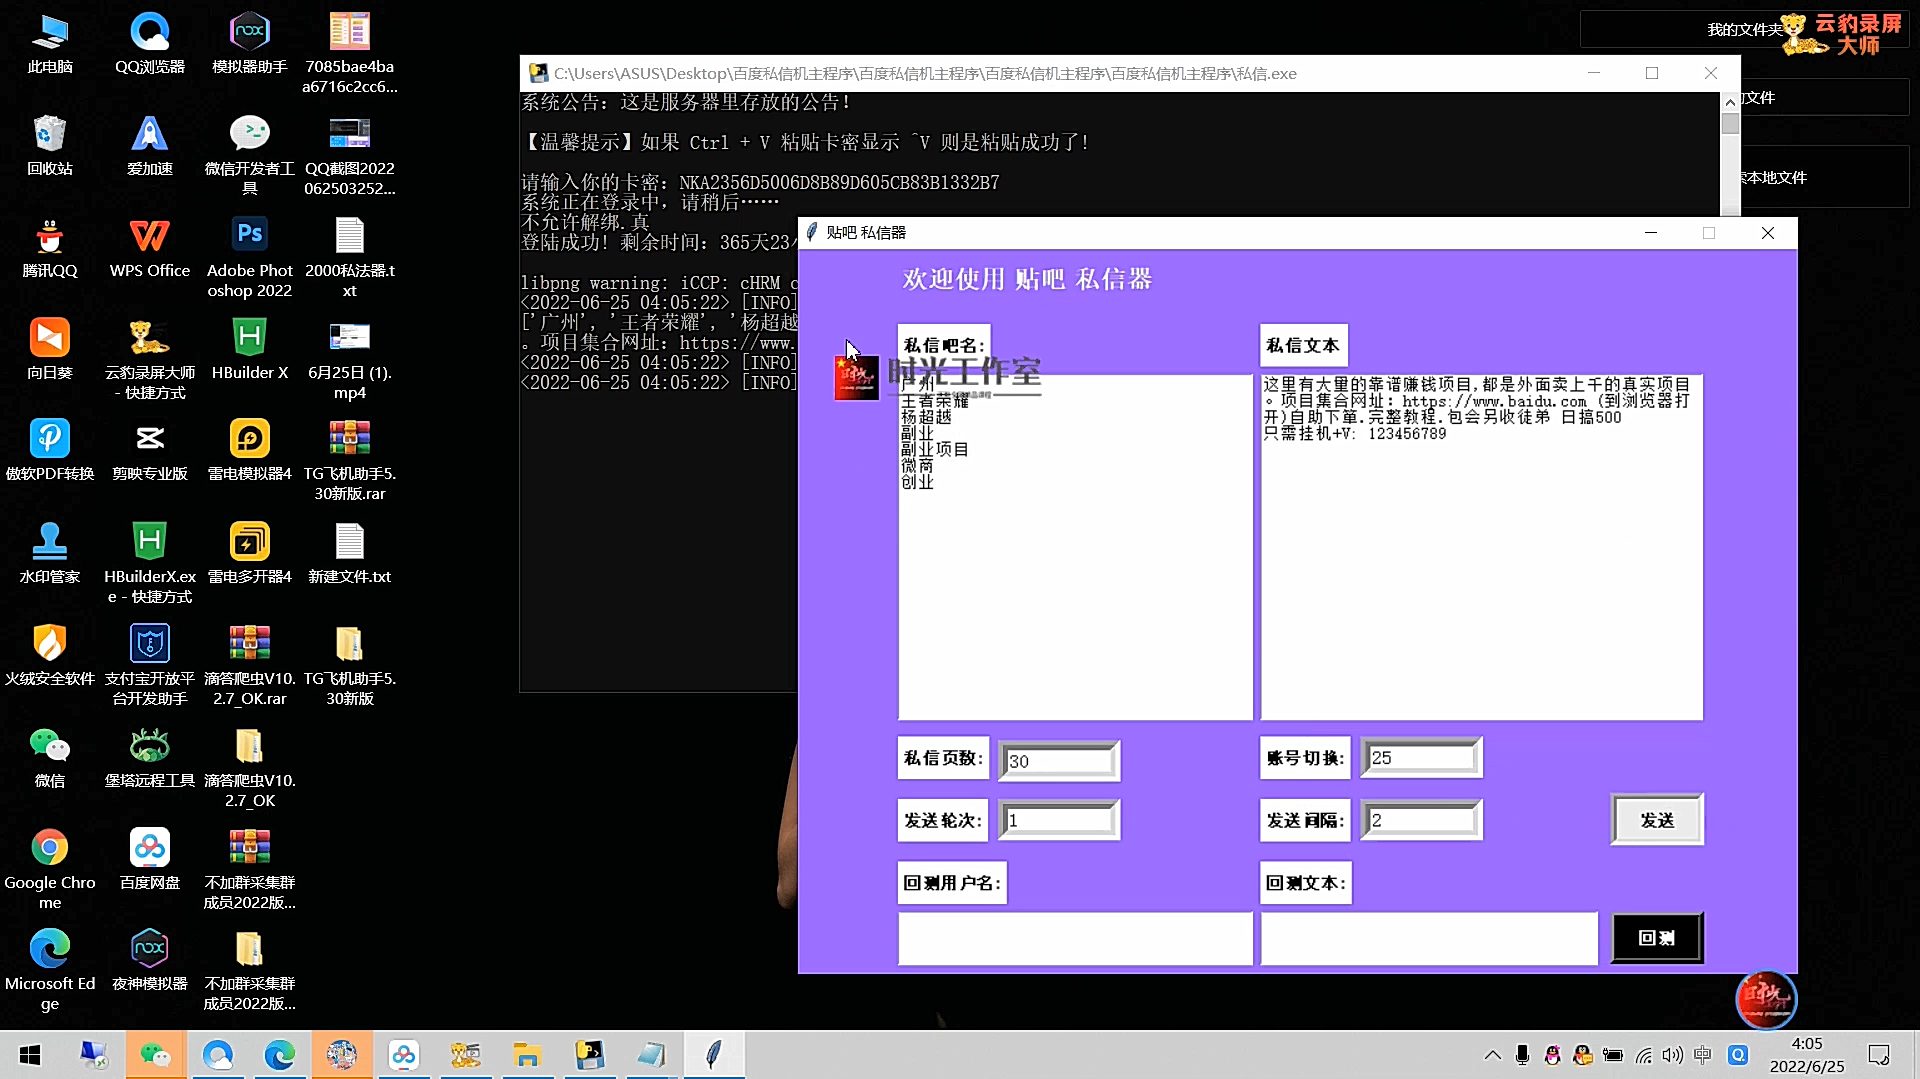 此电脑
QQ浏览器
模拟器助手
7085bae4ba
a6716c2cc6...
回收站
爱加速
微信开发者工
具
QQ截图2022
062503252...
腾讯QQ
WPS Office
Adobe Phot
oshop 2022
2000私法器.t
xt
向日葵
云豹录屏大师
- 快捷方式
HBuilder X
6月25日 (1).
mp4
傲软PDF转换
剪映专业版
雷电模拟器4
TG飞机助手5.
30新版.rar
水印管家
HBuilderX.ex
e - 快捷方式
雷电多开器4
新建文件.txt
火绒安全软件
支付宝开放平
台开发助手
滴答爬虫V10.
2.7_OK.rar
TG飞机助手5.
30新版
微信
堡塔远程工具
滴答爬虫V10.
2.7_OK
Google Chro
me
百度网盘
不加群采集群
成员2022版...
Microsoft Ed
ge
夜神模拟器
不加群采集群
成员2022版...
我的文件夹
云豹录屏
大师
文件
本地文件
C:\Users\ASUS\Desktop\百度私信机主程序\百度私信机主程序\百度私信机主程序\百度私信机主程序\私信.exe
系统公告：这是服务器里存放的公告！
【温馨提示】如果 Ctrl + V 粘贴卡密显示 ^V 则是粘贴成功了！
请输入你的卡密：NKA2356D5006D8B89D605CB83B1332B7
系统正在登录中，请稍后……
不允许解绑.真
登陆成功！剩余时间：365天23
libpng warning: iCCP: cHRM c
<2022-06-25 04:05:22> [INFO]
['广州', '王者荣耀', '杨超越
。项目集合网址：https://www.
<2022-06-25 04:05:22> [INFO]
<2022-06-25 04:05:22> [INFO]
贴吧 私信器
欢迎使用 贴吧 私信器
私信吧名:
私信文本
时光工作室
广州
王者荣耀
杨超越
副业
副业项目
微商
创业
这里有大量的靠谱赚钱项目,都是外面卖上千的真实项目
。项目集合网址：https://www.baidu.com (到浏览器打
开)自助下单.完整教程.包会另收徒弟 日搞500
只需挂机+V: 123456789
私信页数:
30
账号切换:
25
发送轮次:
1
发送间隔:
2
发送
回测用户名:
回测文本:
回测
时光
中
4:05
2022/6/25